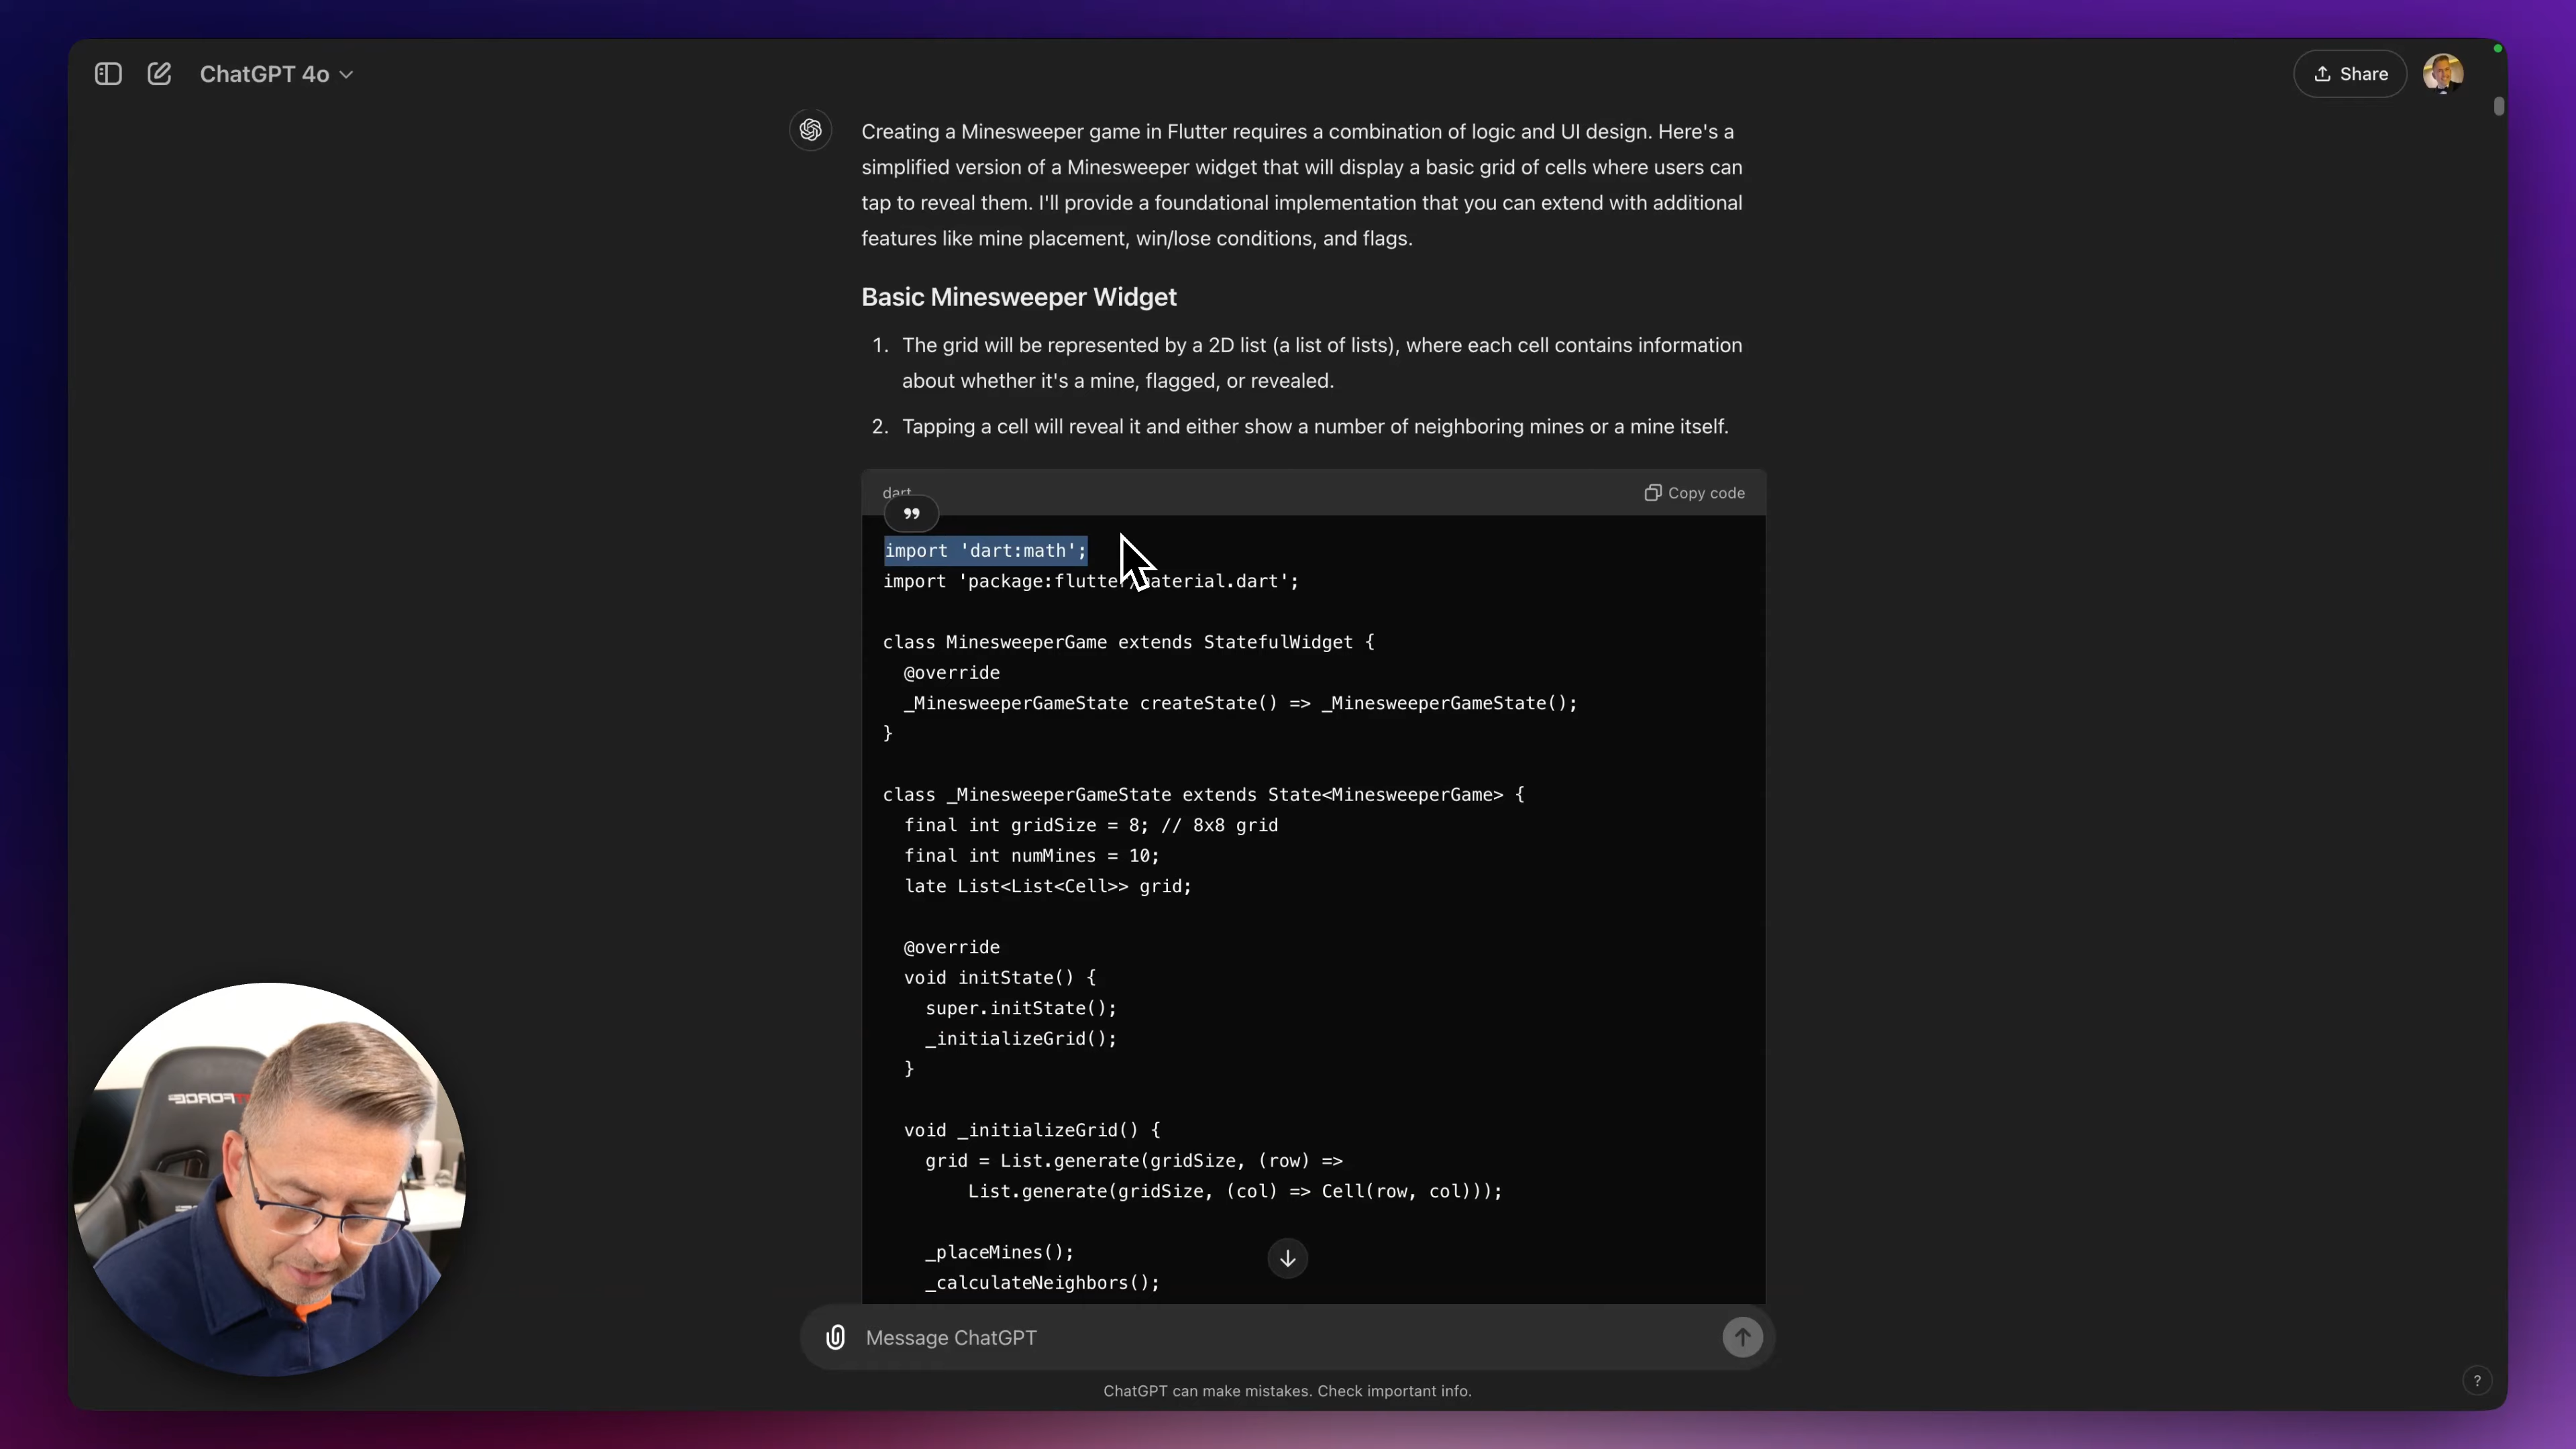 ChatGPT 4o
Share
Creating a Minesweeper game in Flutter requires a combination of logic and UI design. Here's a
simplified version of a Minesweeper widget that will display a basic grid of cells where users can
tap to reveal them. I'll provide a foundational implementation that you can extend with additional
features like mine placement, win/lose conditions, and flags.
Basic Minesweeper Widget
1. The grid will be represented by a 2D list (a list of lists), where each cell contains information
about whether it's a mine, flagged, or revealed.
2. Tapping a cell will reveal it and either show a number of neighboring mines or a mine itself.
dart
Copy code
import 'dart:math';
import 'package:flutter/material.dart';
class MinesweeperGame extends StatefulWidget {
@override
_MinesweeperGameState createState() => _MinesweeperGameState();
}
class _MinesweeperGameState extends State<MinesweeperGame> {
final int gridSize = 8; // 8x8 grid
final int numMines = 10;
late List<List<Cell>> grid;
@override
void initState() {
super.initState();
_initializeGrid();
}
void _initializeGrid() {
grid = List.generate(gridSize, (row) =>
List.generate(gridSize, (col) => Cell(row, col)));
_placeMines();
_calculateNeighbors();
Message ChatGPT
ChatGPT can make mistakes. Check important info.
?